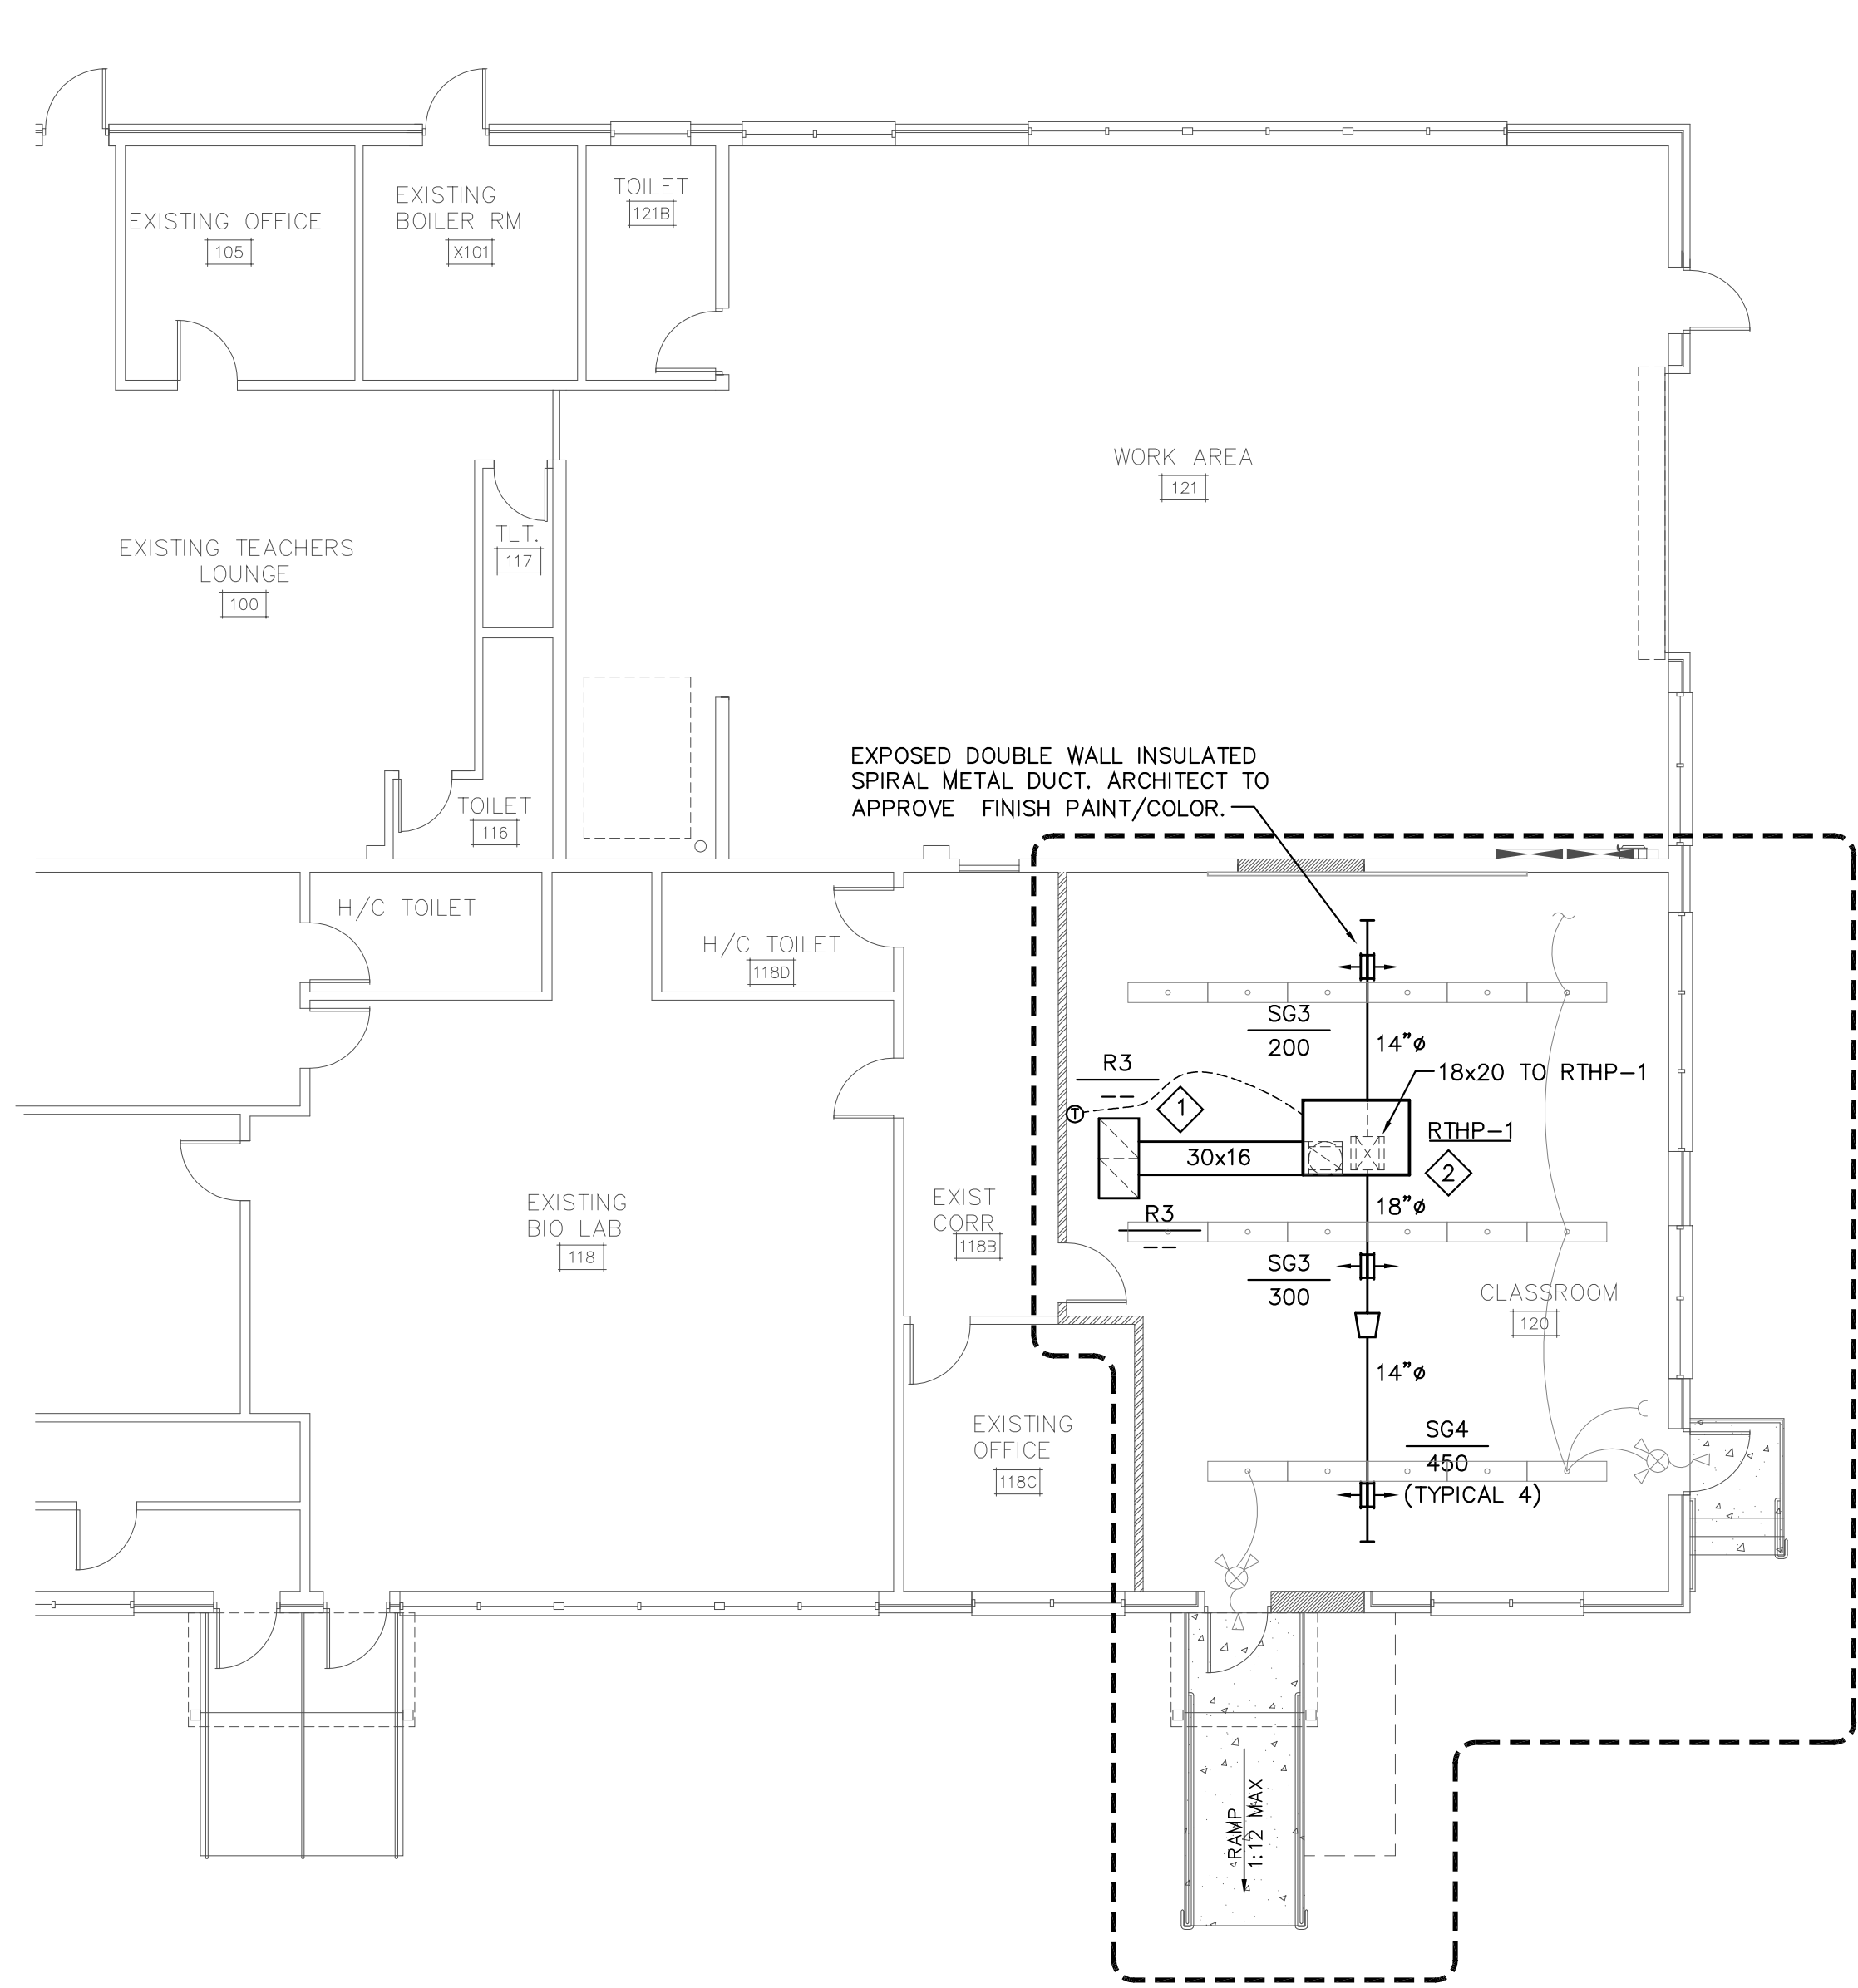 EXISTING OFFICE
105
EXISTING
BOILER RM
X101
TOILET
121B
WORK AREA
121
EXISTING TEACHERS
LOUNGE
100
TLT.
117
TOILET
116
EXPOSED DOUBLE WALL INSULATED
SPIRAL METAL DUCT. ARCHITECT TO
APPROVE FINISH PAINT/COLOR.
H/C TOILET
H/C TOILET
118D
SG3
200
14"ø
R3
1
T
18x20 TO RTHP-1
RTHP-1
2
30x16
18"ø
R3
EXISTING
BIO LAB
118
EXIST
CORR
118B
SG3
300
CLASSROOM
120
14"ø
EXISTING
OFFICE
118C
SG4
450
(TYPICAL 4)
RAMP
1:12 MAX